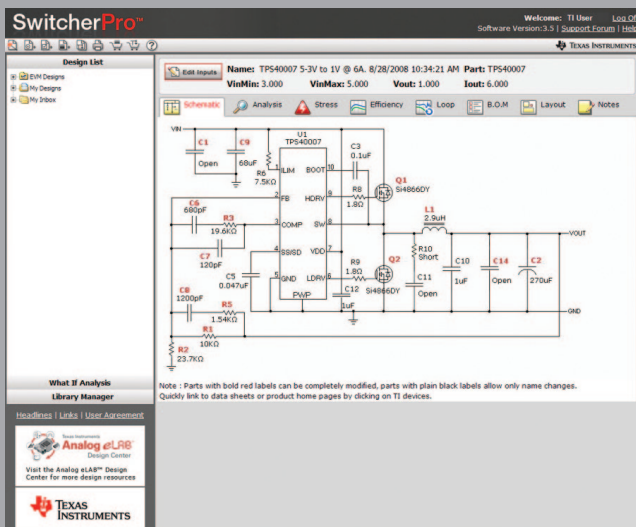 SwitcherPro™
Welcome: TI User Log Of
Software Version:3.5 | Support Forum | Help
TEXAS INSTRUMENTS
Design List
EVM Designs
My Designs
My Inbox
Edit Inputs
Name: TPS40007 5-3V to 1V @ 6A. 8/28/2008 10:34:21 AM Part: TPS40007
VinMin: 3.000 VinMax: 5.000 Vout: 1.000 Iout: 6.000
Schematic Analysis Stress Efficiency Loop B.O.M Layout Notes
VIN
C1
Open
C9
68uF
R6
7.5KΩ
U1
TPS40007
1 ILIM
BOOT 10
2 FB
HDRV 9
3 COMP
SW 8
4 SS/SD
VDD 7
5 GND
LDRV 6
PWP
C3
0.1uF
R8
1.8Ω
Q1
Si4866DY
C6
680pF
R3
19.6KΩ
C7
120pF
L1
2.9uH
VOUT
R10
Short
C10
1uF
C14
Open
C2
270uF
R9
1.8Ω
Q2
Si4866DY
C11
Open
C5
0.047uF
C12
1uF
GND
C8
1200pF
R5
1.54KΩ
R1
10KΩ
R2
23.7KΩ
What If Analysis
Library Manager
Note : Parts with bold red labels can be completely modified, parts with plain black labels allow only name changes.
Quickly link to data sheets or product home pages by clicking on TI devices.
Headlines | Links | User Agreement
Texas Instruments
Analog eLAB™
Design Center
Visit the Analog eLAB™ Design
Center for more design resources
TEXAS
INSTRUMENTS